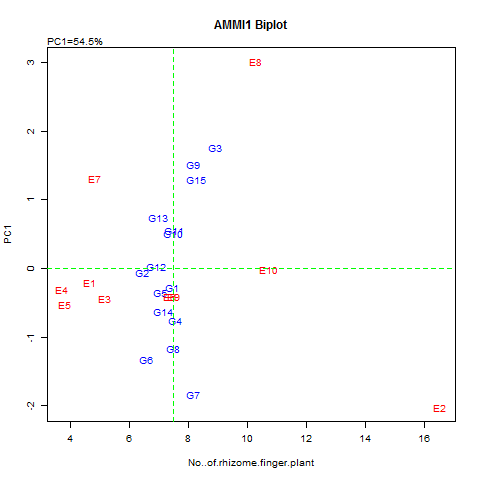 AMMI1 Biplot
PC1=54.5%
E8
3
G3
2
G9
G15
E7
1
G13
G11
G10
PC1
G12
E10
0
G2
E1
G1
E4
G5
E3
E9
E5
G14
G4
-1
G8
G6
G7
E2
-2
4 6 8 10 12 14 16
No..of.rhizome.finger.plant